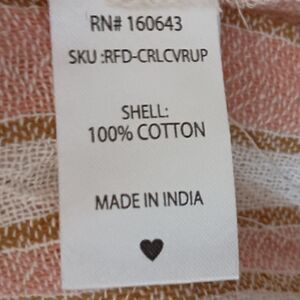 RN# 160643
SKU :RFD-CRLCVRUP
SHELL:
100% COTTON
MADE IN INDIA